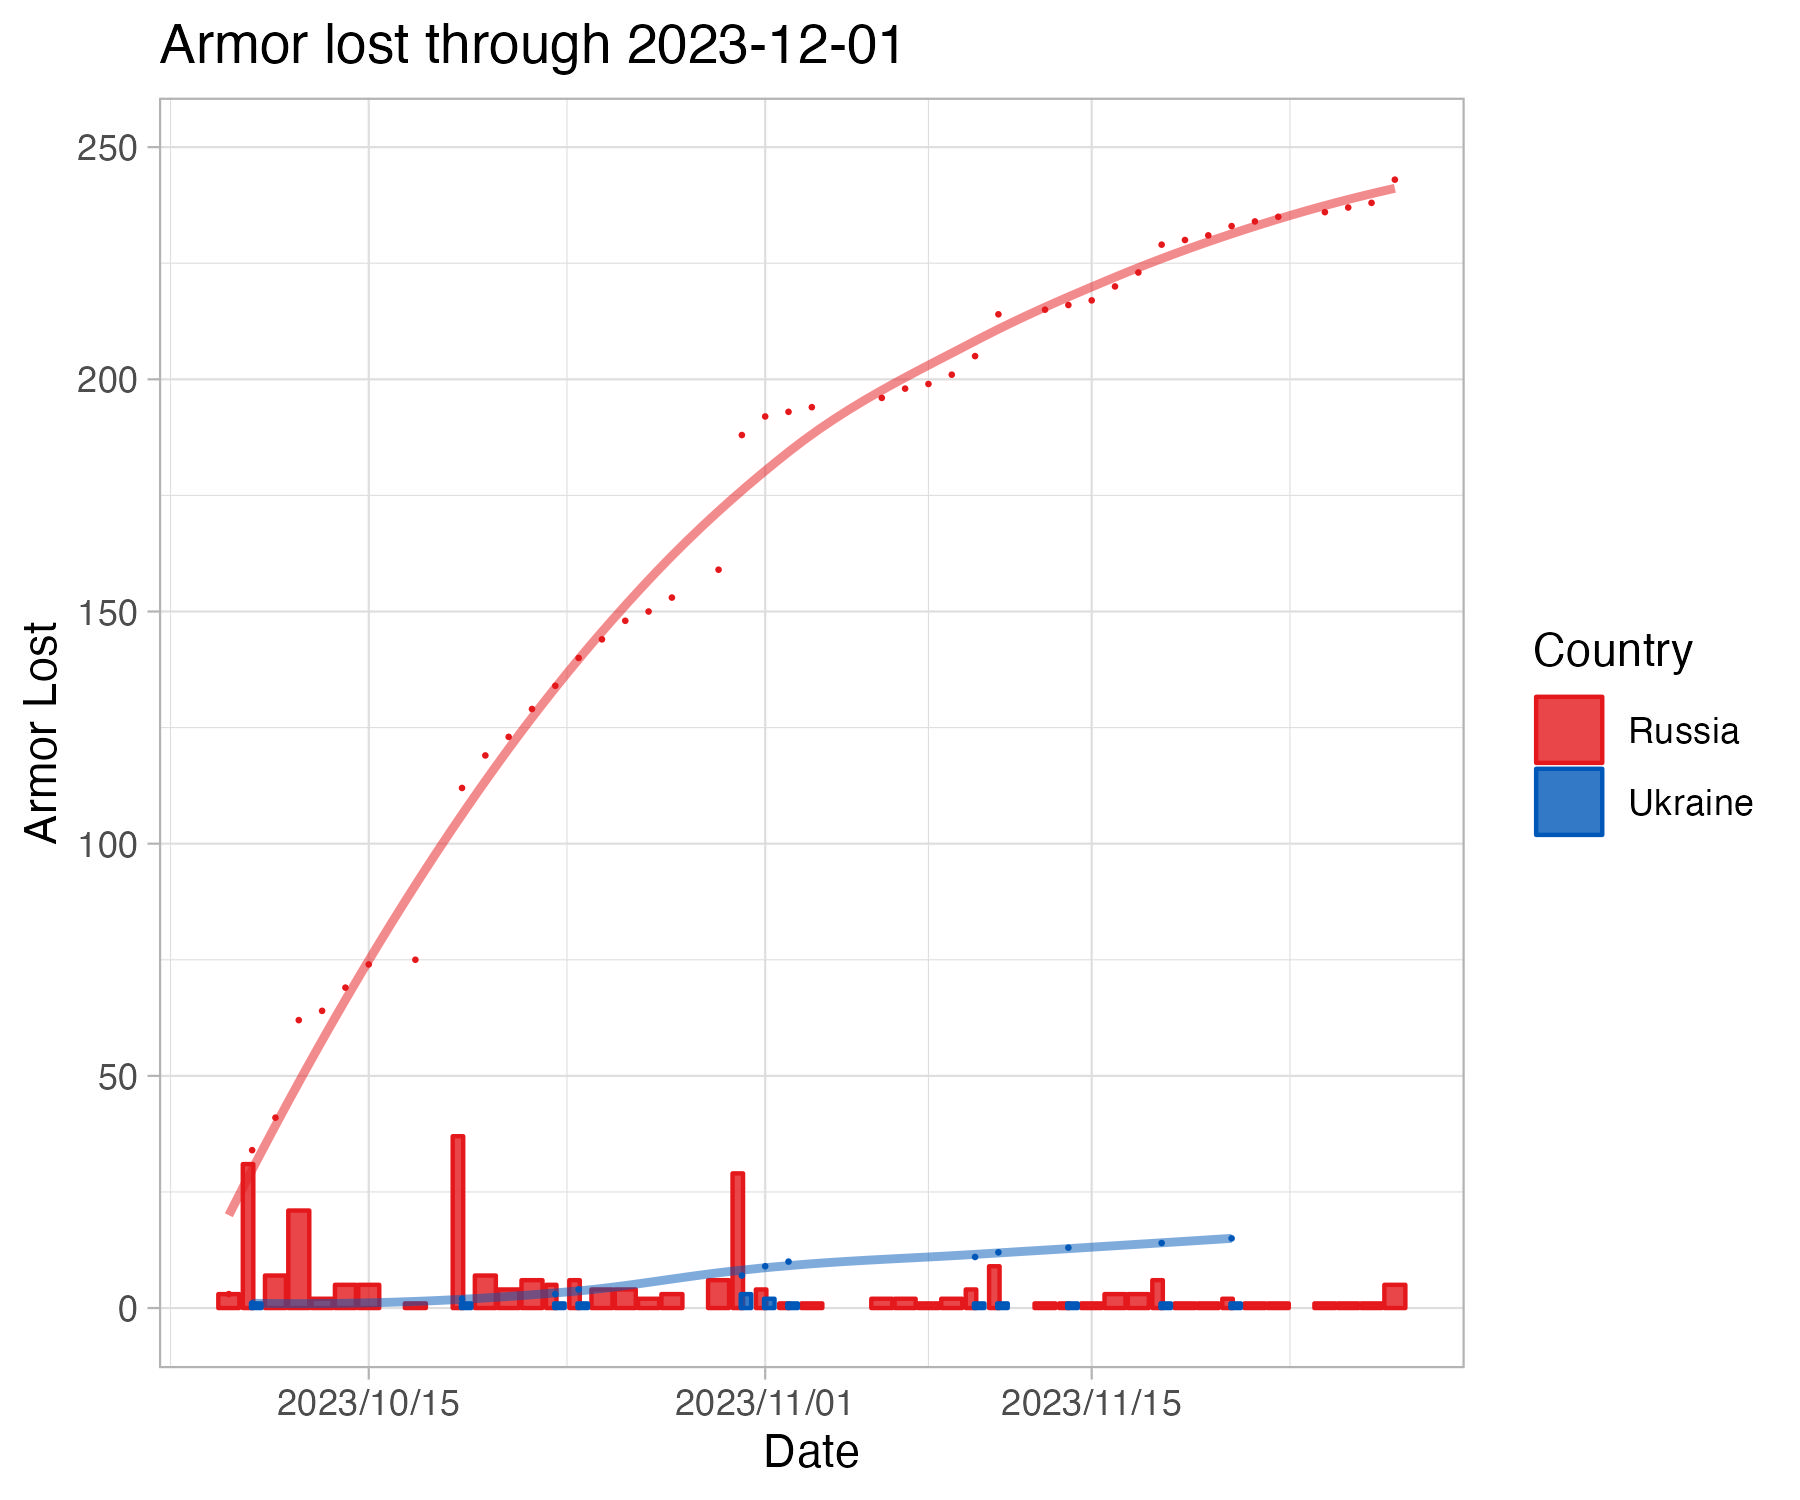 Armor lost through 2023-12-01
250
200
150
100
50
0
Armor Lost
2023/10/15
2023/11/01
2023/11/15
Date
Country
Russia
Ukraine